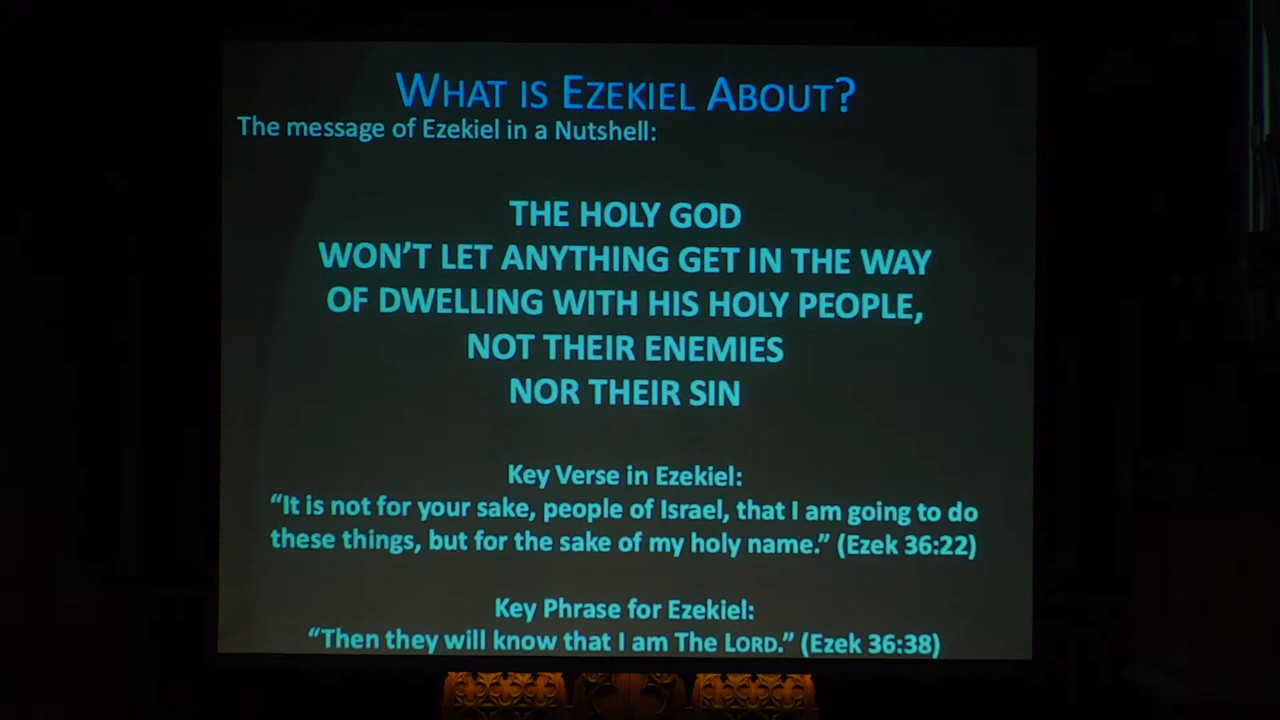 WHAT IS EZEKIEL ABOUT?
The message of Ezekiel in a Nutshell:
THE HOLY GOD
WON'T LET ANYTHING GET IN THE WAY
OF DWELLING WITH HIS HOLY PEOPLE,
NOT THEIR ENEMIES
NOR THEIR SIN
Key Verse in Ezekiel:
“It is not for your sake, people of Israel, that I am going to do
these things, but for the sake of my holy name.” (Ezek 36:22)
Key Phrase for Ezekiel:
“Then they will know that I am The LORD.” (Ezek 36:38)